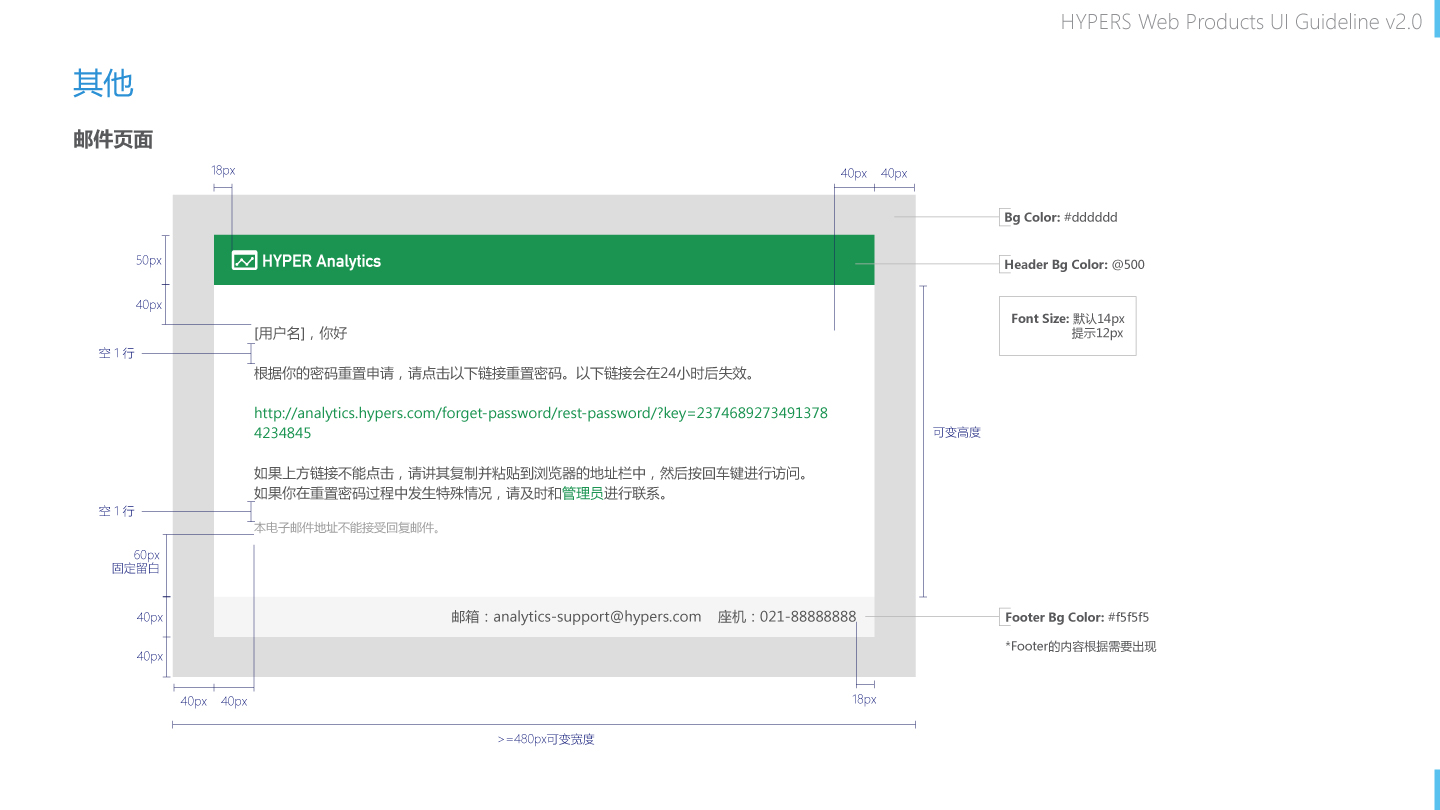 HYPERS Web Products UI Guideline v2.0
其他
邮件页面
18px
40px 40px
Bg Color: #dddddd
50px
HYPER Analytics
Header Bg Color: @500
40px
Font Size: 默认14px
提示12px
[用户名]，你好
空 1 行
根据你的密码重置申请，请点击以下链接重置密码。以下链接会在24小时后失效。
http://analytics.hypers.com/forget-password/rest-password/?key=2374689273491378
4234845
可变高度
如果上方链接不能点击，请讲其复制并粘贴到浏览器的地址栏中，然后按回车键进行访问。
如果你在重置密码过程中发生特殊情况，请及时和管理员进行联系。
空 1 行
本电子邮件地址不能接受回复邮件。
60px
固定留白
40px
邮箱：analytics-support@hypers.com 座机：021-88888888
Footer Bg Color: #f5f5f5
*Footer的内容根据需要出现
40px
40px 40px
18px
>=480px可变宽度